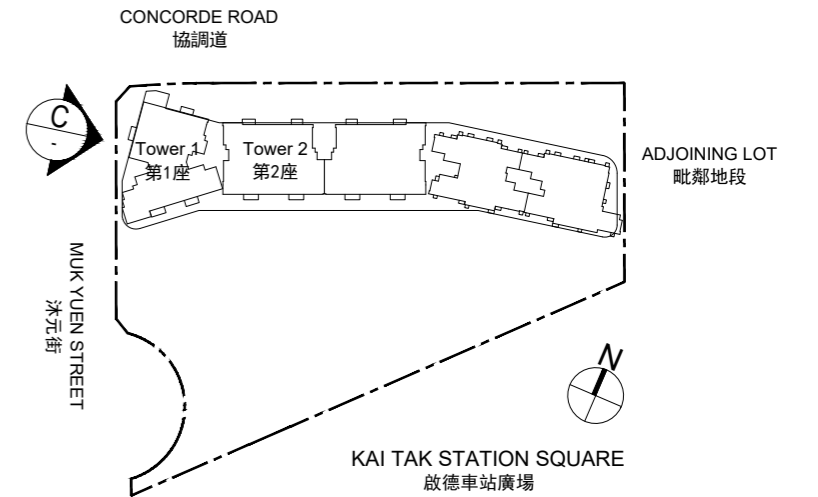 CONCORDE ROAD
協調道
C
-
Tower 1
第1座
Tower 2
第2座
ADJOINING LOT
毗鄰地段
MUK YUEN STREET
沐元街
N
KAI TAK STATION SQUARE
啟德車站廣場